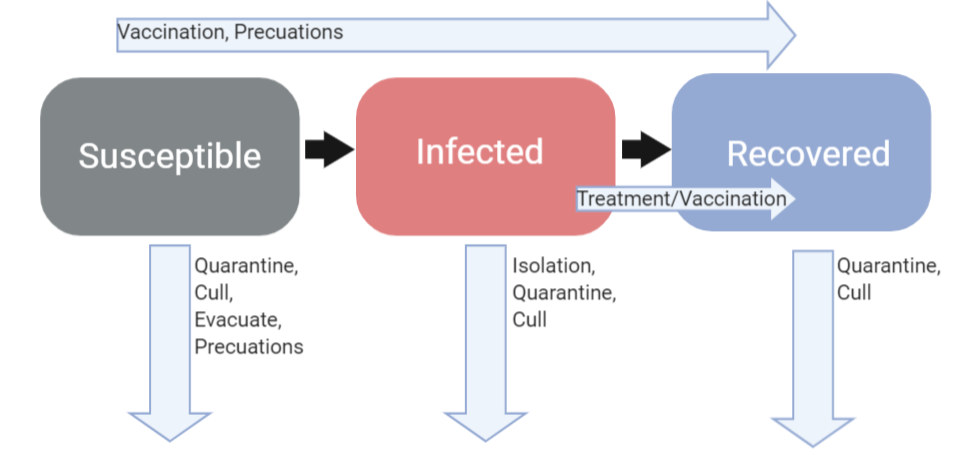 Vaccination, Precuations
Susceptible
Infected
Recovered
Treatment/Vaccination
Quarantine,
Cull,
Evacuate,
Precuations
Isolation,
Quarantine,
Cull
Quarantine,
Cull